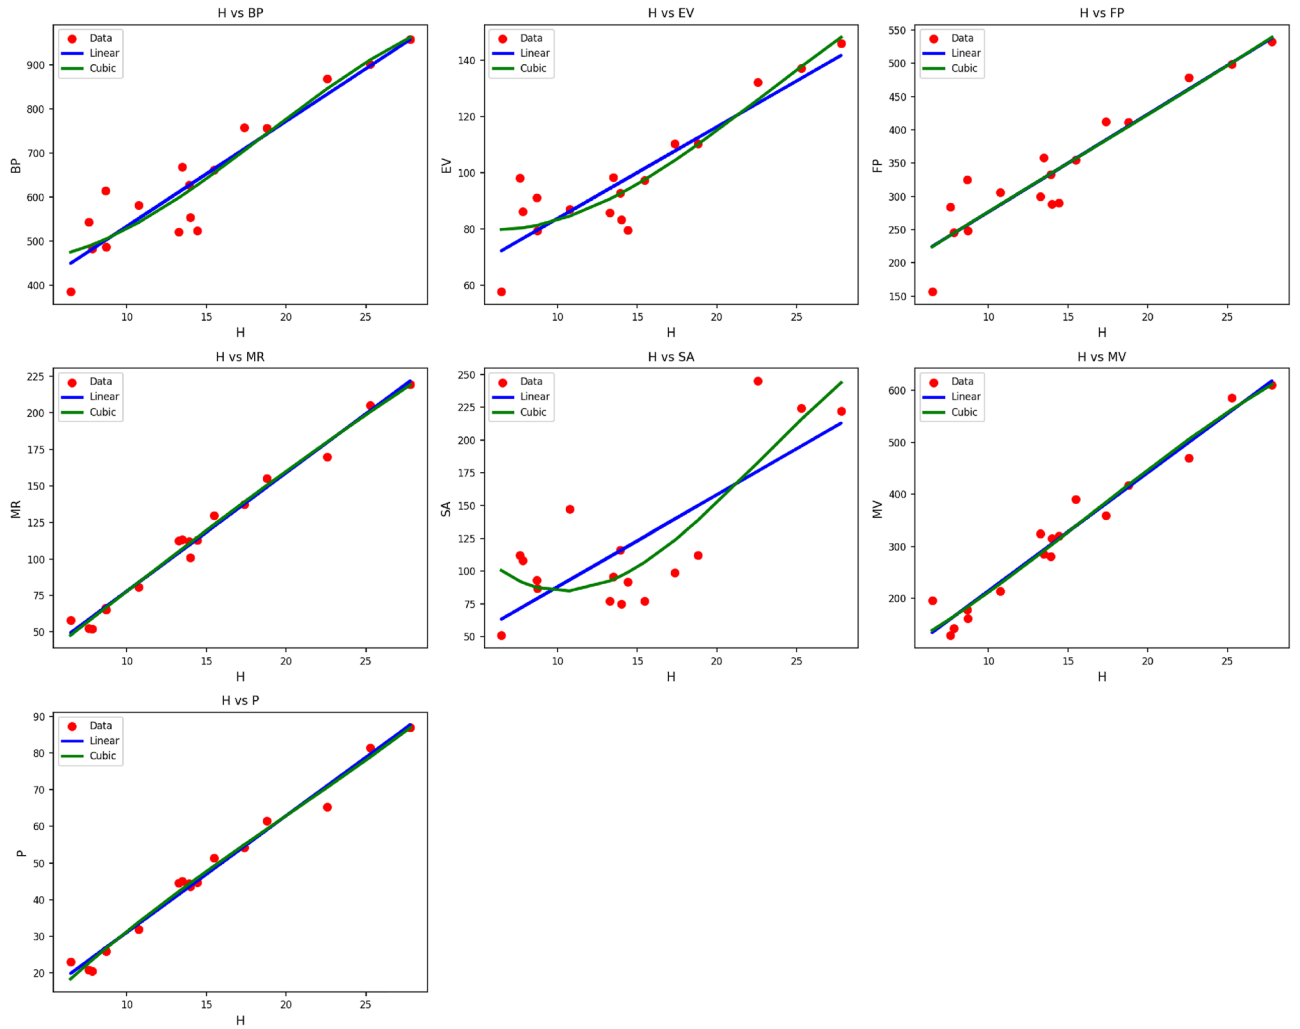 H vs BP
Data
Linear
Cubic
BP
900
800
700
600
500
400
10
15
20
25
H
H vs EV
Data
Linear
Cubic
EV
140
120
100
80
60
10
15
20
25
H
H vs FP
Data
Linear
Cubic
FP
550
500
450
400
350
300
250
200
150
10
15
20
25
H
H vs MR
Data
Linear
Cubic
MR
225
200
175
150
125
100
75
50
10
15
20
25
H
H vs SA
Data
Linear
Cubic
SA
250
225
200
175
150
125
100
75
50
10
15
20
25
H
H vs MV
Data
Linear
Cubic
MV
600
500
400
300
200
10
15
20
25
H
H vs P
Data
Linear
Cubic
P
90
80
70
60
50
40
30
20
10
15
20
25
H